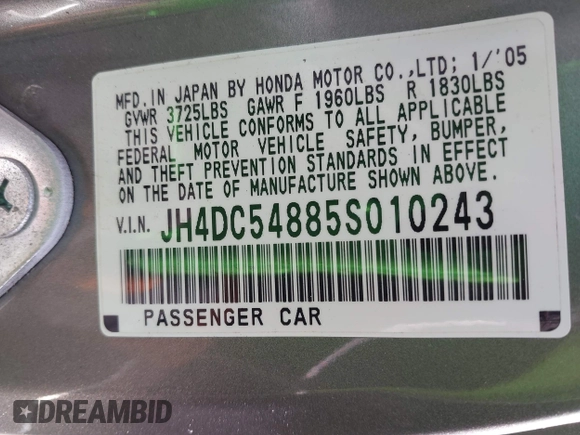 MFD. IN JAPAN BY HONDA MOTOR CO.,LTD; 1/'05
GVWR 3725LBS GAWR F 1960LBS R 1830LBS
THIS VEHICLE CONFORMS TO ALL APPLICABLE
FEDERAL MOTOR VEHICLE SAFETY, BUMPER,
AND THEFT PREVENTION STANDARDS IN EFFECT
ON THE DATE OF MANUFACTURE SHOWN ABOVE.
V.I.N. JH4DC54885S010243
PASSENGER CAR
DREAMBID